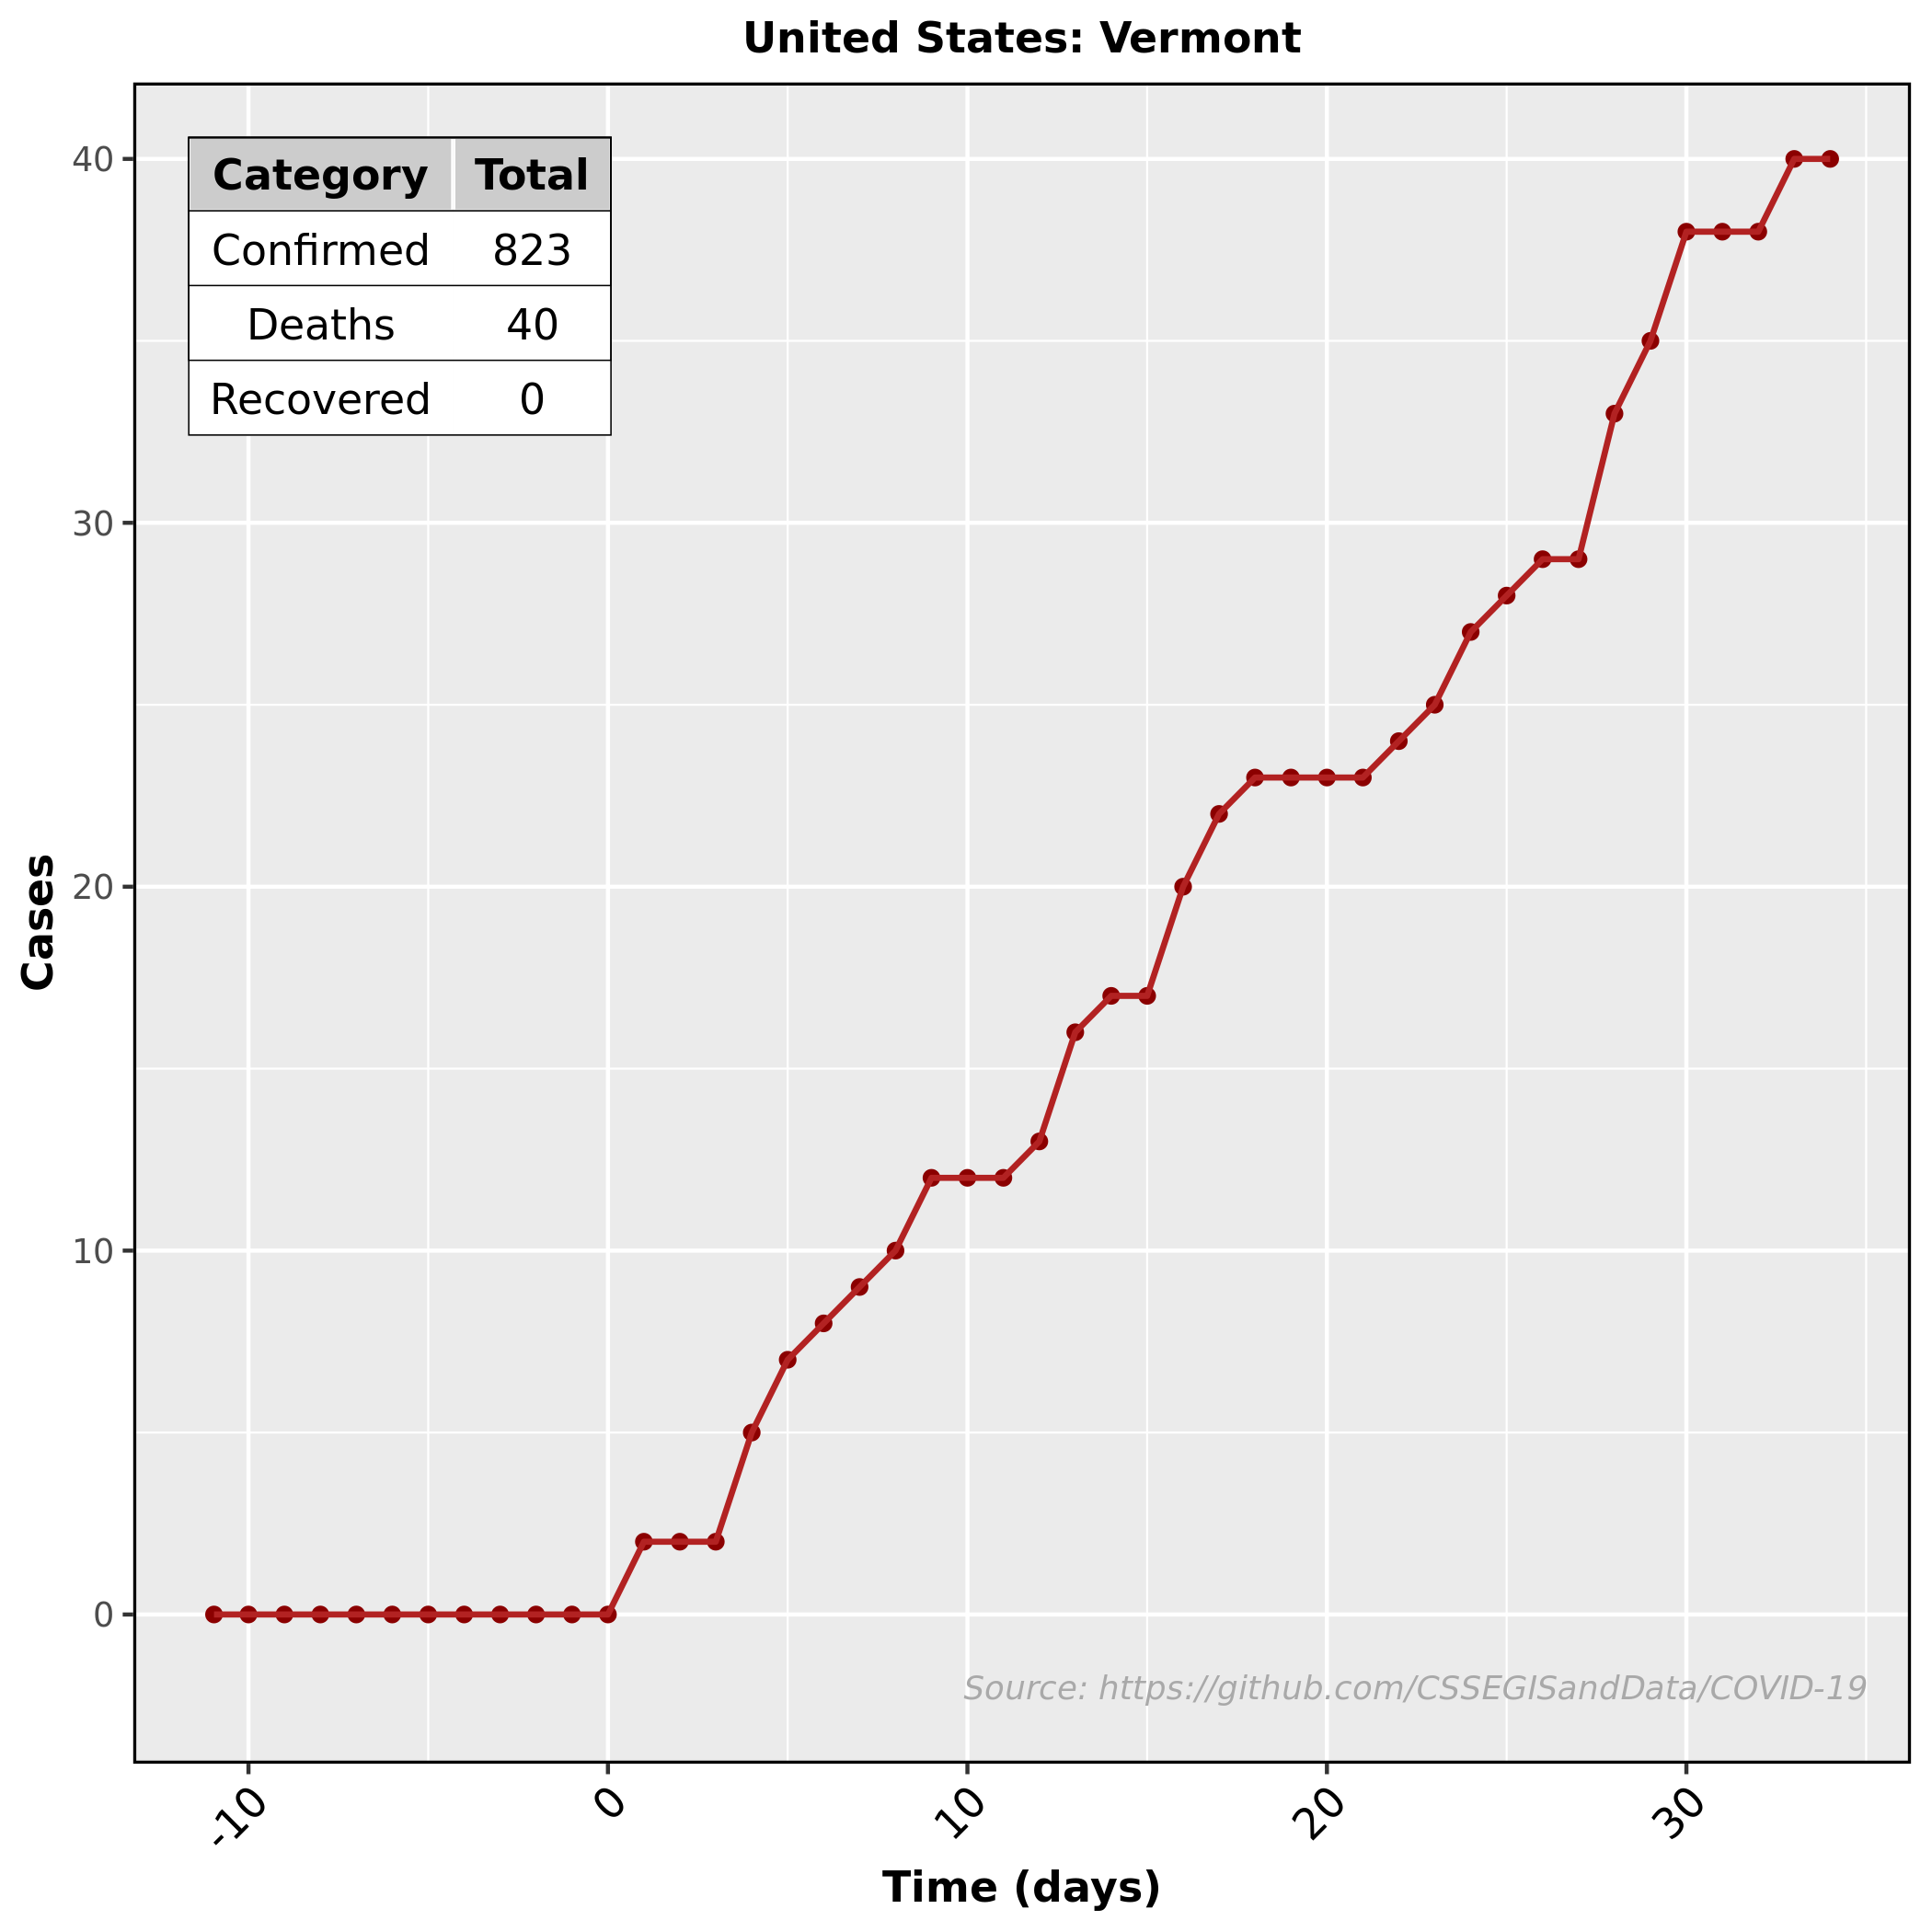 United States: Vermont
Category Total
Confirmed 823
Deaths 40
Recovered 0
40
30
20
10
0
Cases
Source: https://github.com/CSSEGISandData/COVID-19
-10 0 10 20 30
Time (days)